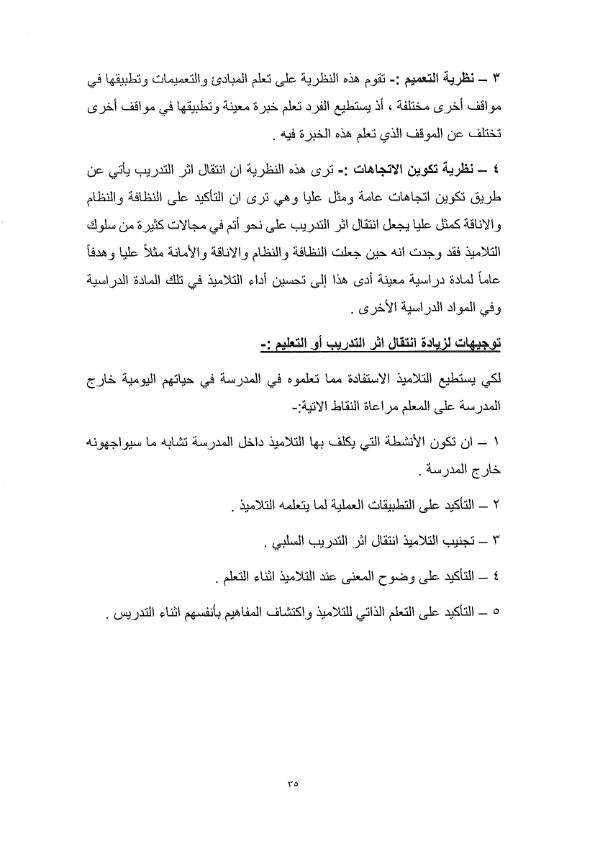 ٣ – نظرية التعميم :- تقوم هذه النظرية على تعلم المبادئ والتعميمات وتطبيقها في
مواقف أخرى مختلفة ، أذ يستطيع الفرد تعلم خبرة معينة وتطبيقها في مواقف أخرى
تختلف عن الموقف الذي تعلم هذه الخبرة فيه .
٤ – نظرية تكوين الاتجاهات :- ترى هذه النظرية ان انتقال اثر التدريب يأتي عن
طريق تكوين اتجاهات عامة ومثل عليا وهي ترى ان التأكيد على النظافة والنظام
والاناقة كمثل عليا يجعل انتقال اثر التدريب على نحو أتم في مجالات كثيرة من سلوك
التلاميذ فقد وجدت انه حين جعلت النظافة والنظام والاناقة والأمانة مثلاً عليا وهدفاً
عاماً لمادة دراسية معينة أدى هذا إلى تحسين أداء التلاميذ في تلك المادة الدراسية
وفي المواد الدراسية الأخرى .
توجيهات لزيادة انتقال اثر التدريب أو التعليم :-
لكي يستطيع التلاميذ الاستفادة مما تعلموه في المدرسة في حياتهم اليومية خارج
المدرسة على المعلم مراعاة النقاط الاتية:-
١ – ان تكون الأنشطة التي يكلف بها التلاميذ داخل المدرسة تشابه ما سيواجهونه
خارج المدرسة .
٢ – التأكيد على التطبيقات العملية لما يتعلمه التلاميذ .
٣ – تجنيب التلاميذ انتقال اثر التدريب السلبي .
٤ – التأكيد على وضوح المعنى عند التلاميذ اثناء التعلم .
٥ – التأكيد على التعلم الذاتي للتلاميذ واكتشاف المفاهيم بأنفسهم اثناء التدريس .
٣٥